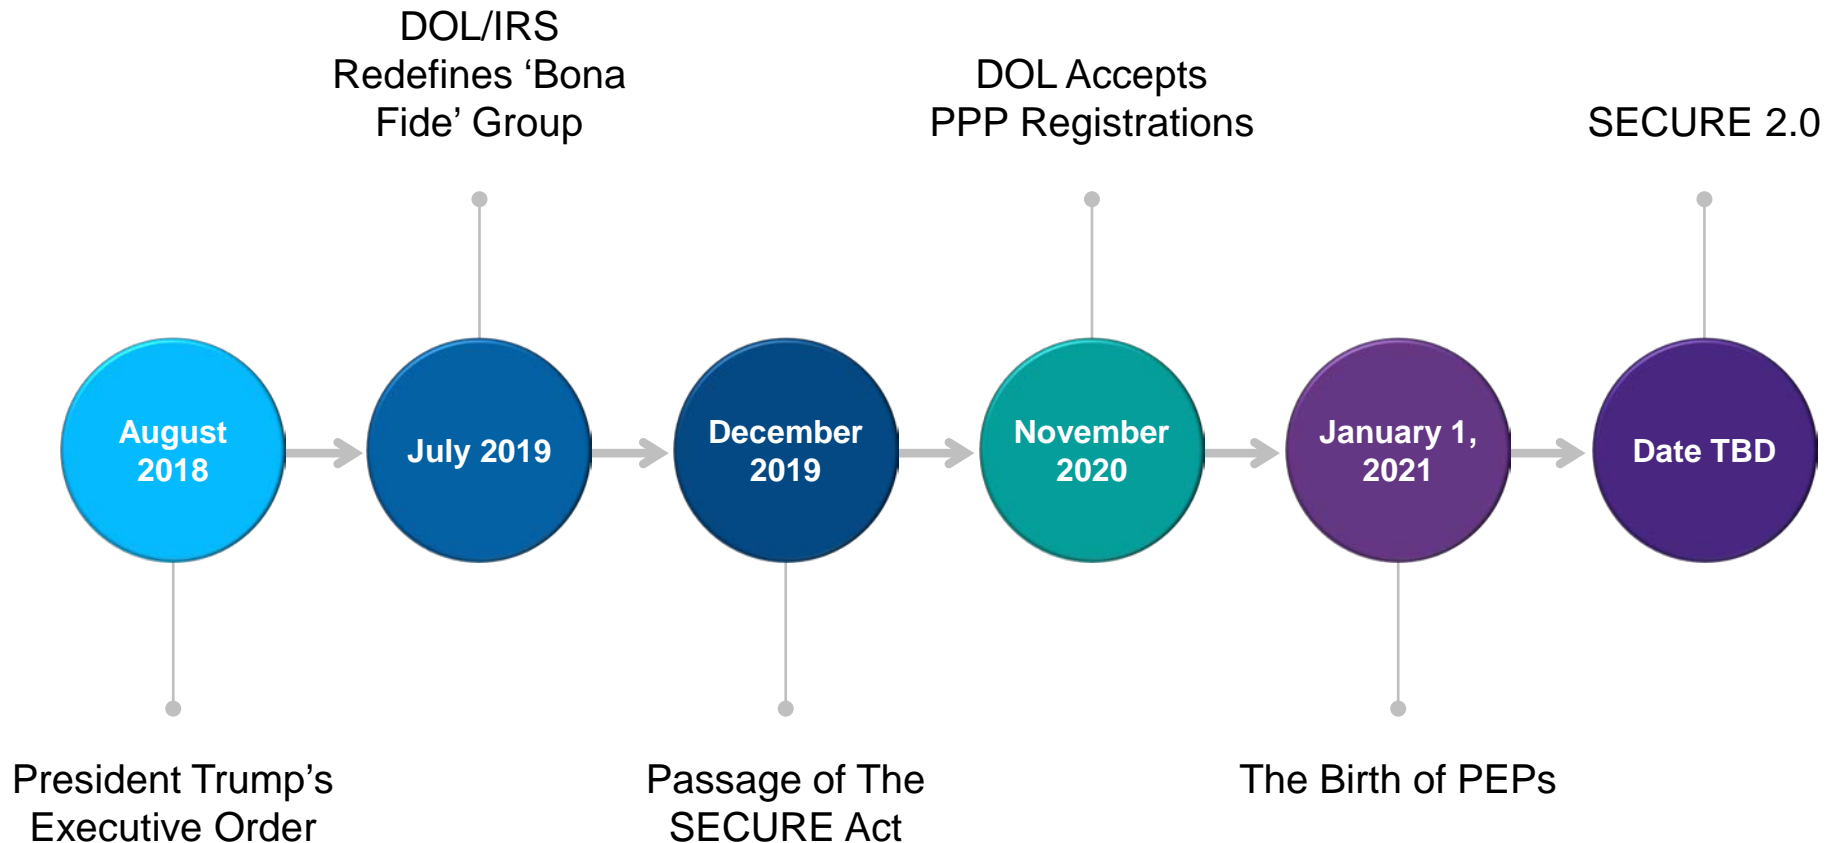 DOL/IRS
Redefines ‘Bona
Fide’ Group
DOL Accepts
PPP Registrations
SECURE 2.0
August
2018
July 2019
December
2019
November
2020
January 1,
2021
Date TBD
President Trump’s
Executive Order
Passage of The
SECURE Act
The Birth of PEPs